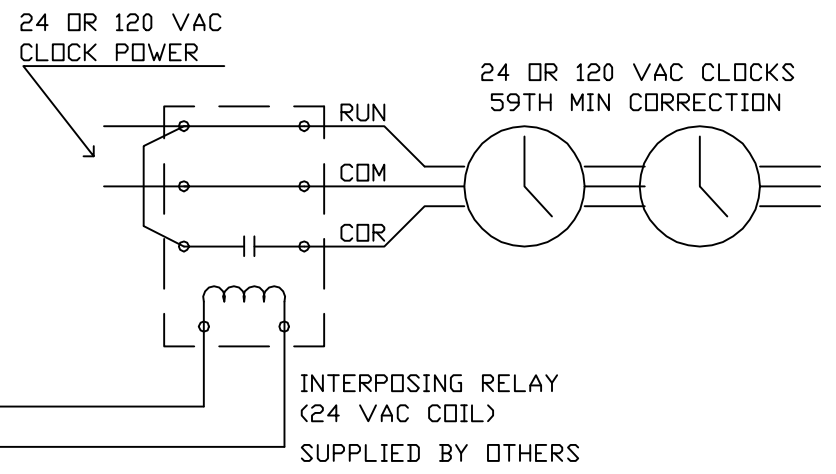 24 OR 120 VAC
CLOCK POWER
24 OR 120 VAC CLOCKS
59TH MIN CORRECTION
RUN
COM
COR
INTERPOSING RELAY
(24 VAC COIL)
SUPPLIED BY OTHERS